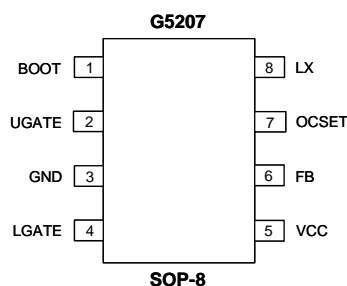 G5207
BOOT 1 8 LX
UGATE 2 7 OCSET
GND 3 6 FB
LGATE 4 5 VCC
SOP-8